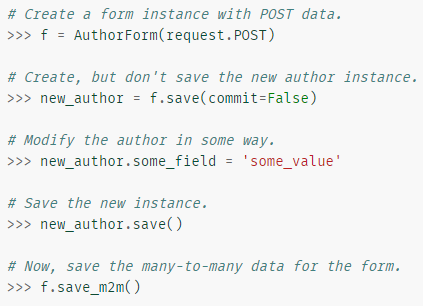 # Create a form instance with POST data.
>>> f = AuthorForm(request.POST)
# Create, but don't save the new author instance.
>>> new_author = f.save(commit=False)
# Modify the author in some way.
>>> new_author.some_field = 'some_value'
# Save the new instance.
>>> new_author.save()
# Now, save the many-to-many data for the form.
>>> f.save_m2m()